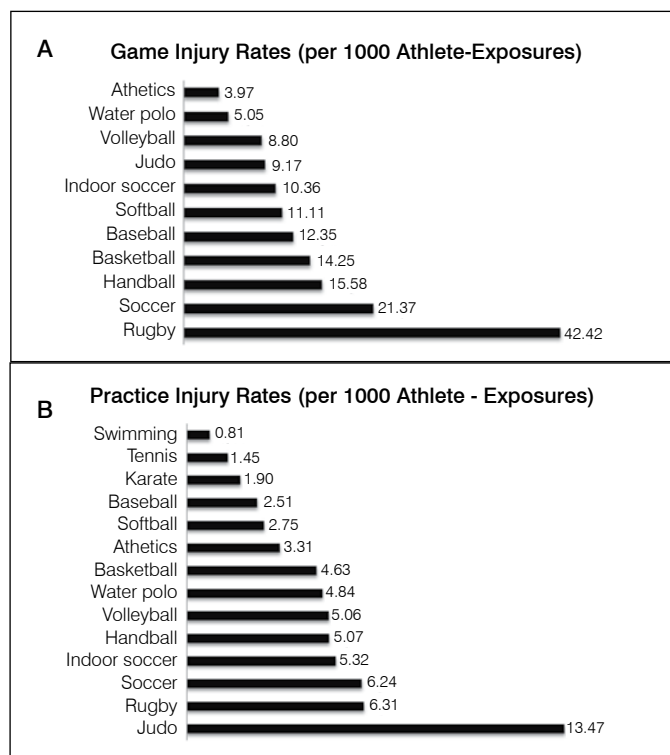 A
Game Injury Rates (per 1000 Athlete-Exposures)
Athetics 3.97
Water polo 5.05
Volleyball 8.80
Judo 9.17
Indoor soccer 10.36
Softball 11.11
Baseball 12.35
Basketball 14.25
Handball 15.58
Soccer 21.37
Rugby 42.42
B
Practice Injury Rates (per 1000 Athlete - Exposures)
Swimming 0.81
Tennis 1.45
Karate 1.90
Baseball 2.51
Softball 2.75
Athetics 3.31
Basketball 4.63
Water polo 4.84
Volleyball 5.06
Handball 5.07
Indoor soccer 5.32
Soccer 6.24
Rugby 6.31
Judo 13.47